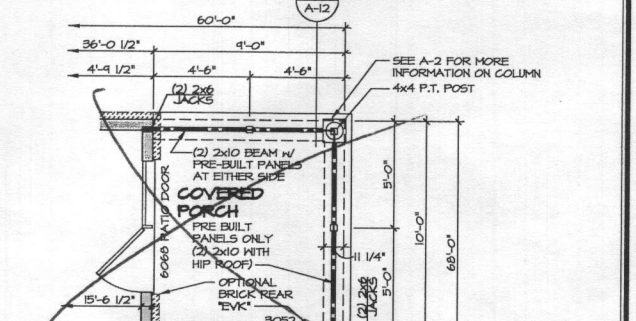 A-12
60'-0"
36'-0 1/2"
9'-0"
4'-9 1/2"
4'-6"
4'-6"
SEE A-2 FOR MORE
INFORMATION ON COLUMN
4x4 P.T. POST
(2) 2x6
JACKS
(2) 2x10 BEAM W/
PRE-BUILT PANELS
AT EITHER SIDE
COVERED
PORCH
PRE BUILT
PANELS ONLY
(2) 2x10 WITH
HIP ROOF)
6068 PATIO DOOR
11 1/4"
5'-0"
10'-0"
68'-0"
5'-0"
(2) 2x6
JACKS
OPTIONAL
BRICK REAR
"EVK"
15'-6 1/2"
3052